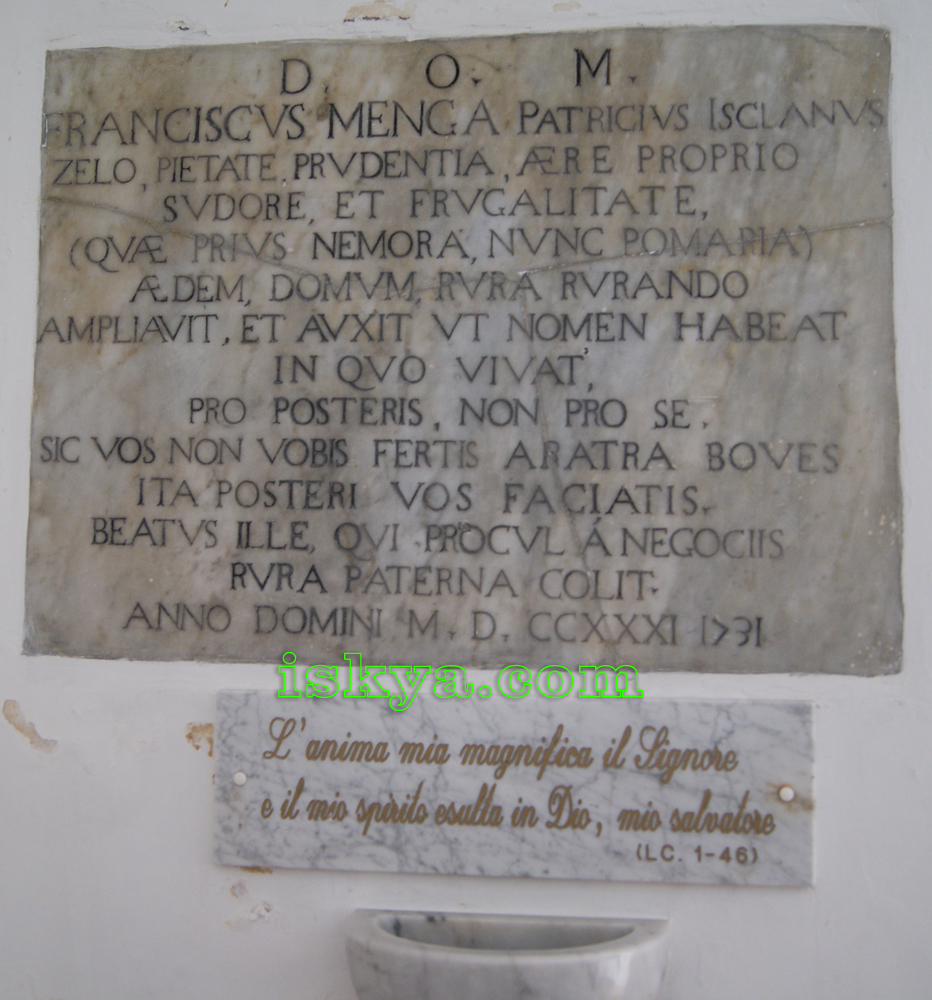 D. O. M.
FRANCISCVS MENGA PATRICIVS ISCLANVS
ZELO, PIETATE, PRVDENTIA, ÆRE PROPRIO
SVDORE, ET FRVGALITATE,
(QVÆ PRIVS NEMORA, NVNC POMARIA)
ÆDEM, DOMVM, RVRA RVRANDO
AMPLIAVIT, ET AVXIT VT NOMEN HABEAT
IN QVO VIVAT,
PRO POSTERIS, NON PRO SE.
SIC VOS NON VOBIS FERTIS ARATRA BOVES
ITA POSTERI VOS FACIATIS.
BEATVS ILLE, QVI PROCVL Á NEGOCIIS
RVRA PATERNA COLIT.
ANNO DOMINI M. D. CCXXXI 1731
iskya.com
L'anima mia magnifica il Signore
e il mio spirito esulta in Dio, mio salvatore
(LC. 1-46)